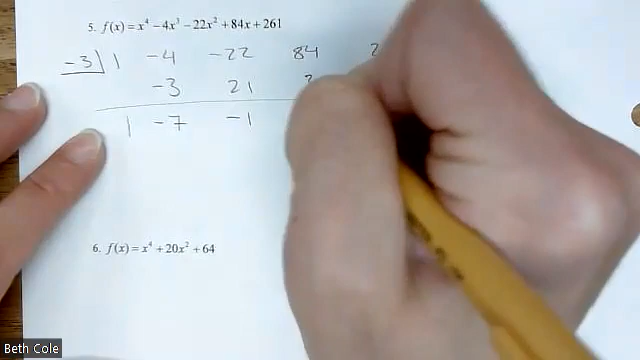 5. f(x) = x⁴ − 4x³ − 22x² + 84x + 261
-3 | 1 -4 -22 84 2
-3 21
1 -7 -1
6. f(x) = x⁴ + 20x² + 64
Beth Cole